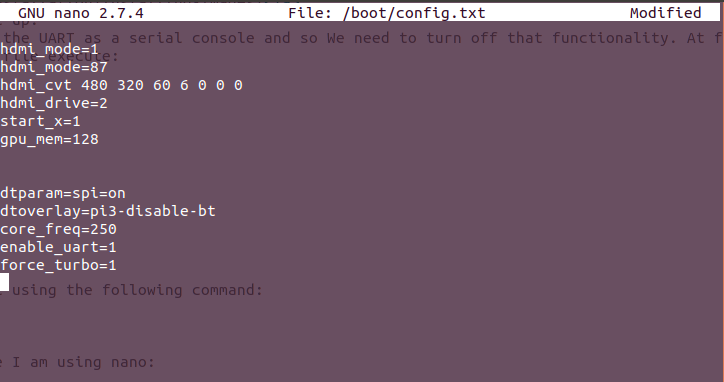 GNU nano 2.7.4 File: /boot/config.txt Modified
the UART as a serial console and so We need to turn off that functionality. At f
hdmi_mode=1
hdmi_mode=87
hdmi_cvt 480 320 60 6 0 0 0
hdmi_drive=2
start_x=1
gpu_mem=128
dtparam=spi=on
dtoverlay=pi3-disable-bt
core_freq=250
enable_uart=1
force_turbo=1
using the following command:
e I am using nano: